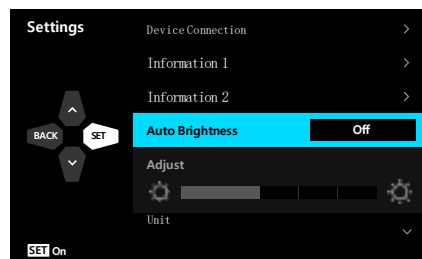 Settings
Device Connection
Information 1
Information 2
BACK
SET
Auto Brightness
Off
Adjust
Unit
SET On